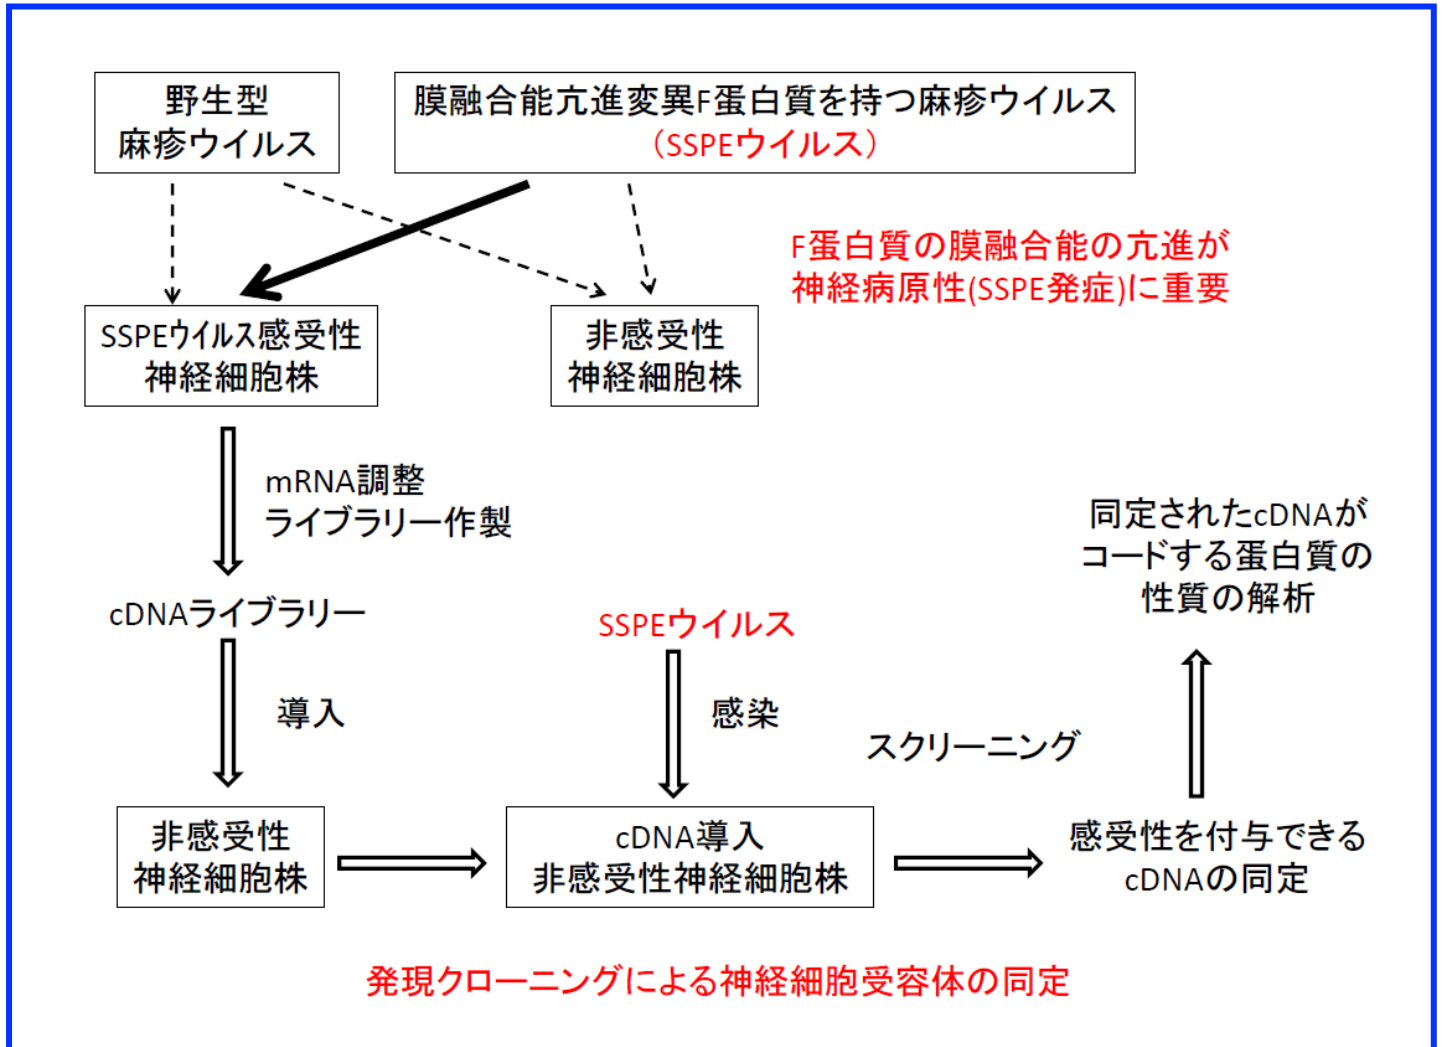 野生型
麻疹ウイルス
膜融合能亢進変異F蛋白質を持つ麻疹ウイルス
（SSPEウイルス）
F蛋白質の膜融合能の亢進が
神経病原性(SSPE発症)に重要
SSPEウイルス感受性
神経細胞株
非感受性
神経細胞株
mRNA調整
ライブラリー作製
cDNAライブラリー
導入
SSPEウイルス
感染
スクリーニング
同定されたcDNAが
コードする蛋白質の
性質の解析
非感受性
神経細胞株
cDNA導入
非感受性神経細胞株
感受性を付与できる
cDNAの同定
発現クローニングによる神経細胞受容体の同定